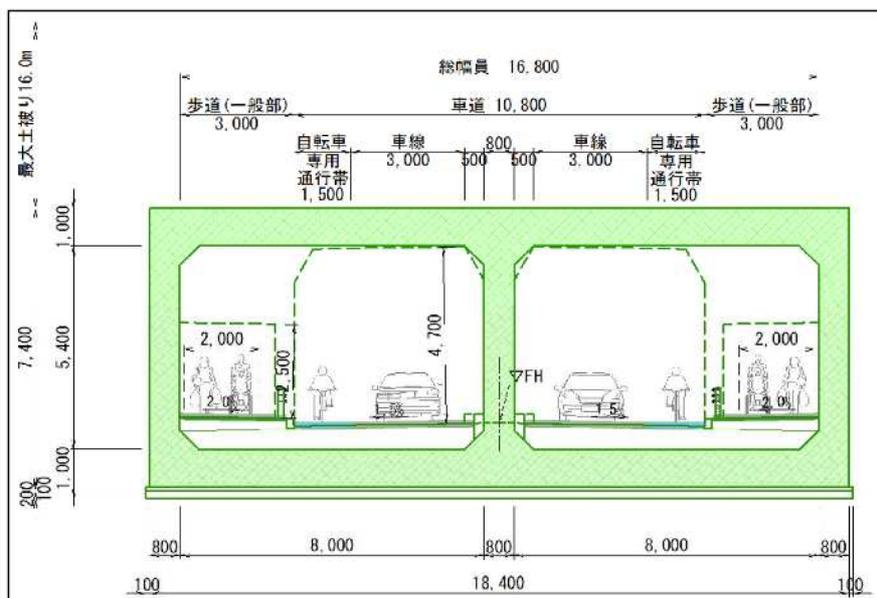 最大土被り16.0m
総幅員 16.800
歩道(一般部)
3,000
車道 10,800
歩道(一般部)
3,000
自転車
専用
通行帯
1,500
車線
3,000
500
800
500
車線
3.000
自転車
専用
通行帯
1.500
1,000
7,400
5,400
1,000
200
100
2,000
2,500
4,700
FH
2,000
2.0%
1.5%
1.5
2.0%
800
8,000
800
8,000
800
100
18,400
100